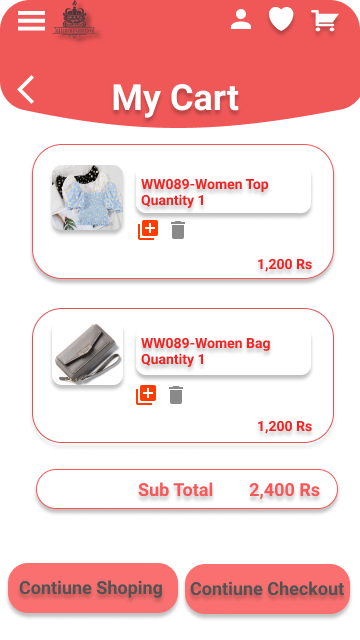 My Cart
WW089-Women Top
Quantity 1
1,200 Rs
WW089-Women Bag
Quantity 1
1,200 Rs
Sub Total 2,400 Rs
Contiune Shoping Contiune Checkout